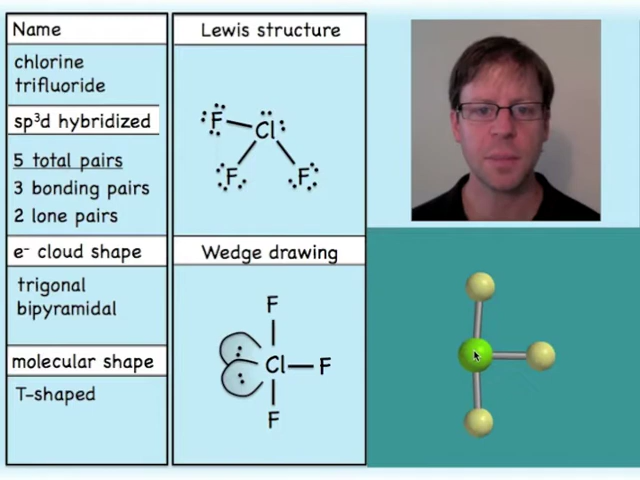 Name
chlorine
trifluoride
sp³d hybridized
5 total pairs
3 bonding pairs
2 lone pairs
e⁻ cloud shape
trigonal
bipyramidal
molecular shape
T-shaped
Lewis structure
F Cl
F F
Wedge drawing
F
Cl F
F